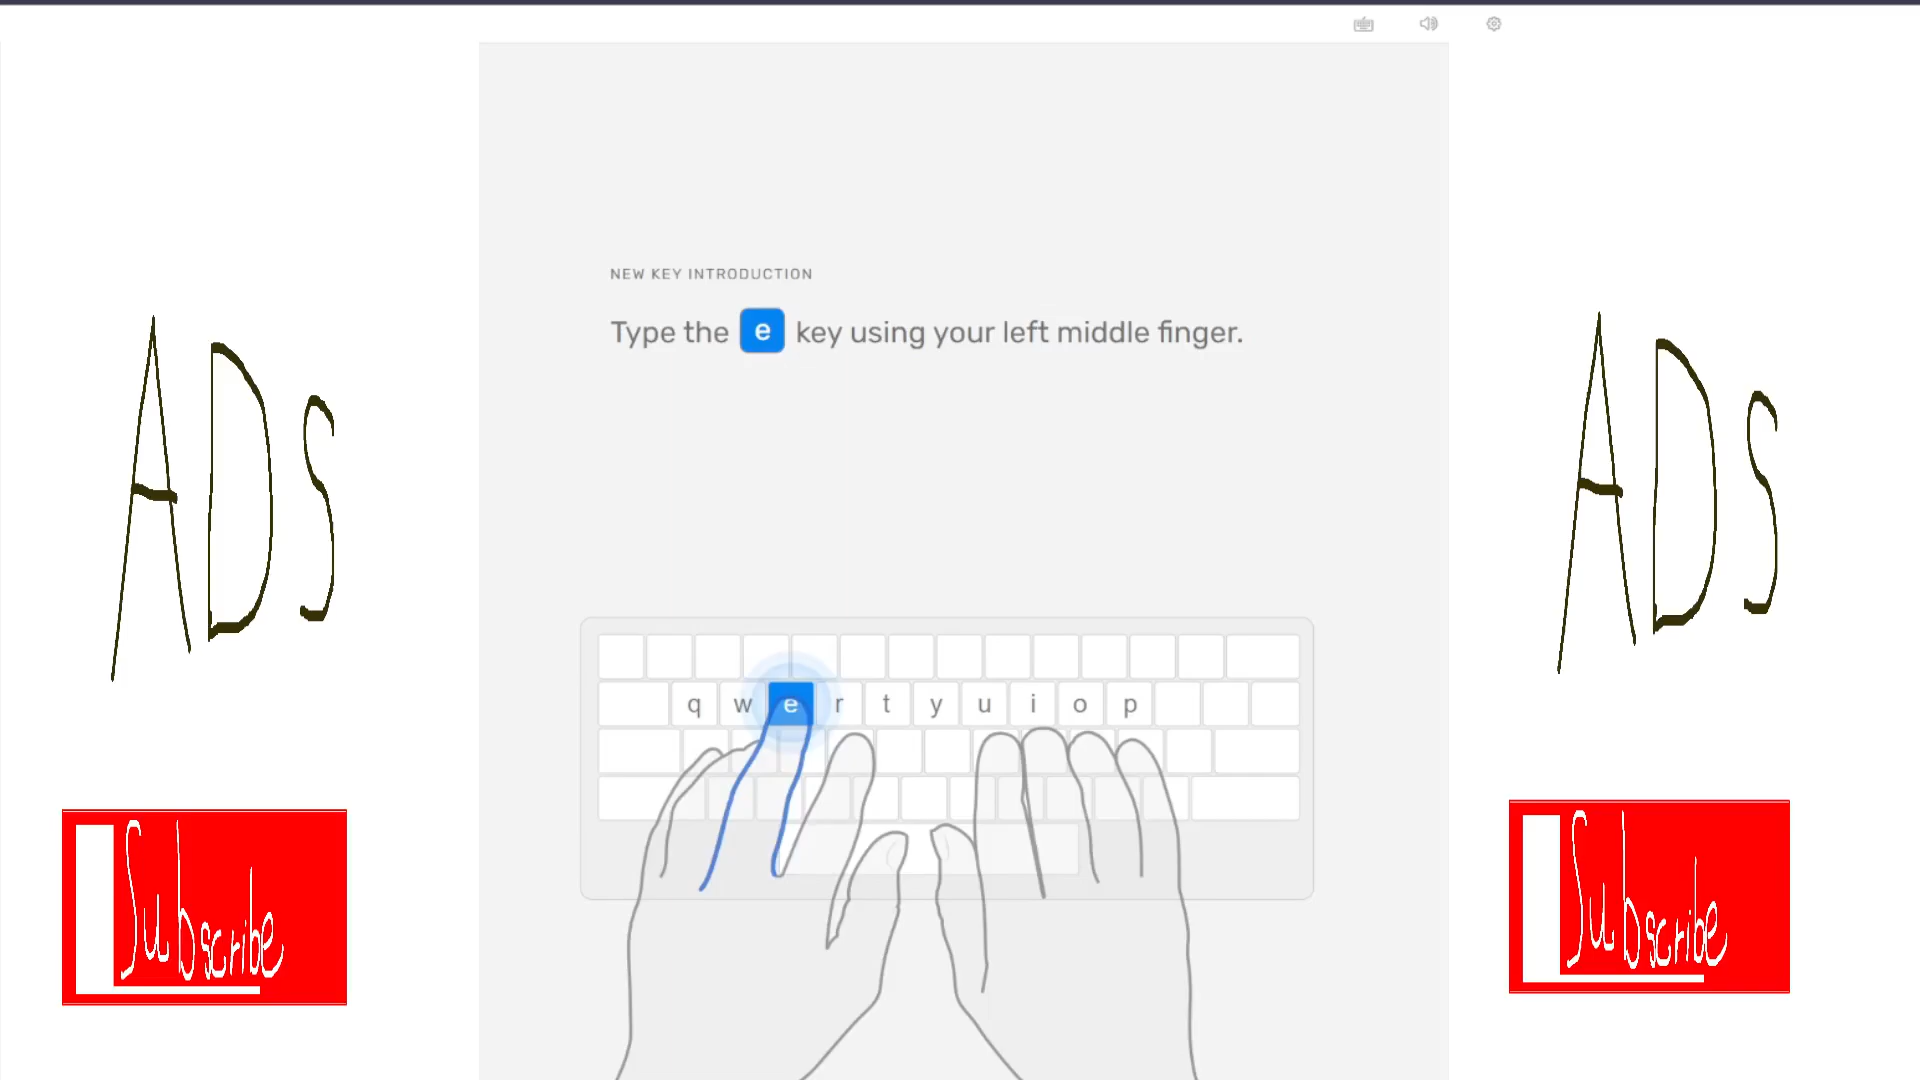 NEW KEY INTRODUCTION
Type the e key using your left middle finger.
ADS
ADS
q w e r t y u i o p
Subscribe
Subscribe